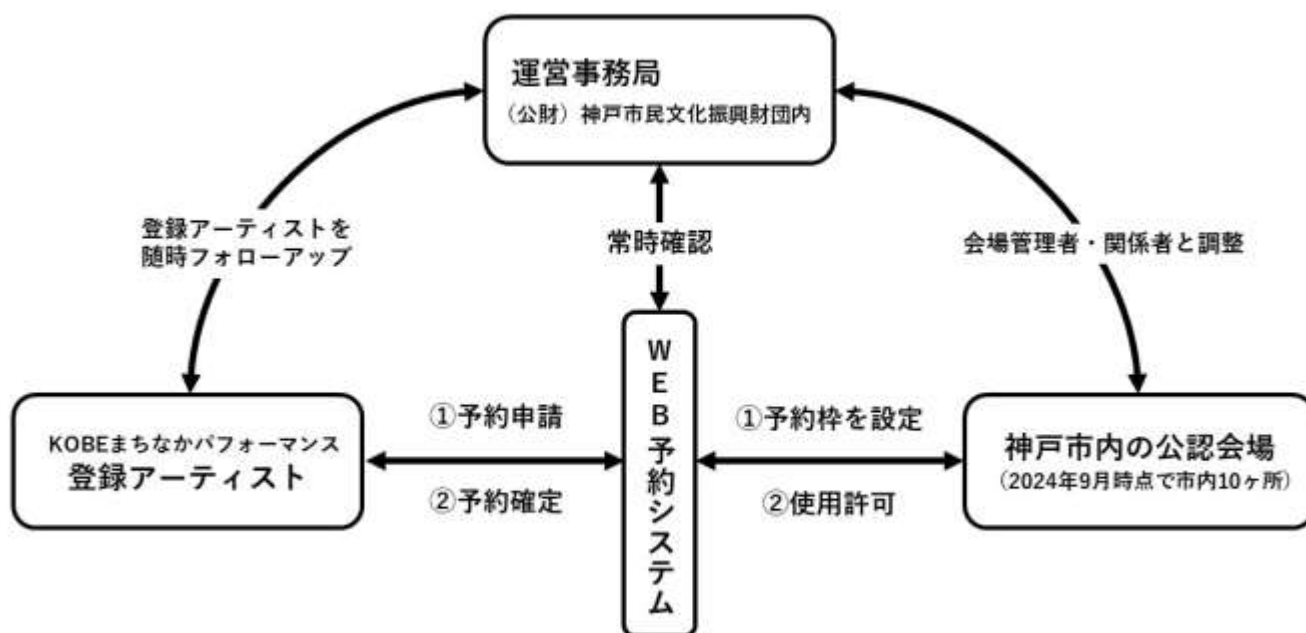 運営事務局
（公財）神戸市民文化振興財団内
登録アーティストを
随時フォローアップ
常時確認
会場管理者・関係者と調整
KOBEまちなかパフォーマンス
登録アーティスト
①予約申請
②予約確定
WEB予約システム
①予約枠を設定
②使用許可
神戸市内の公認会場
（2024年9月時点で市内10ヶ所）